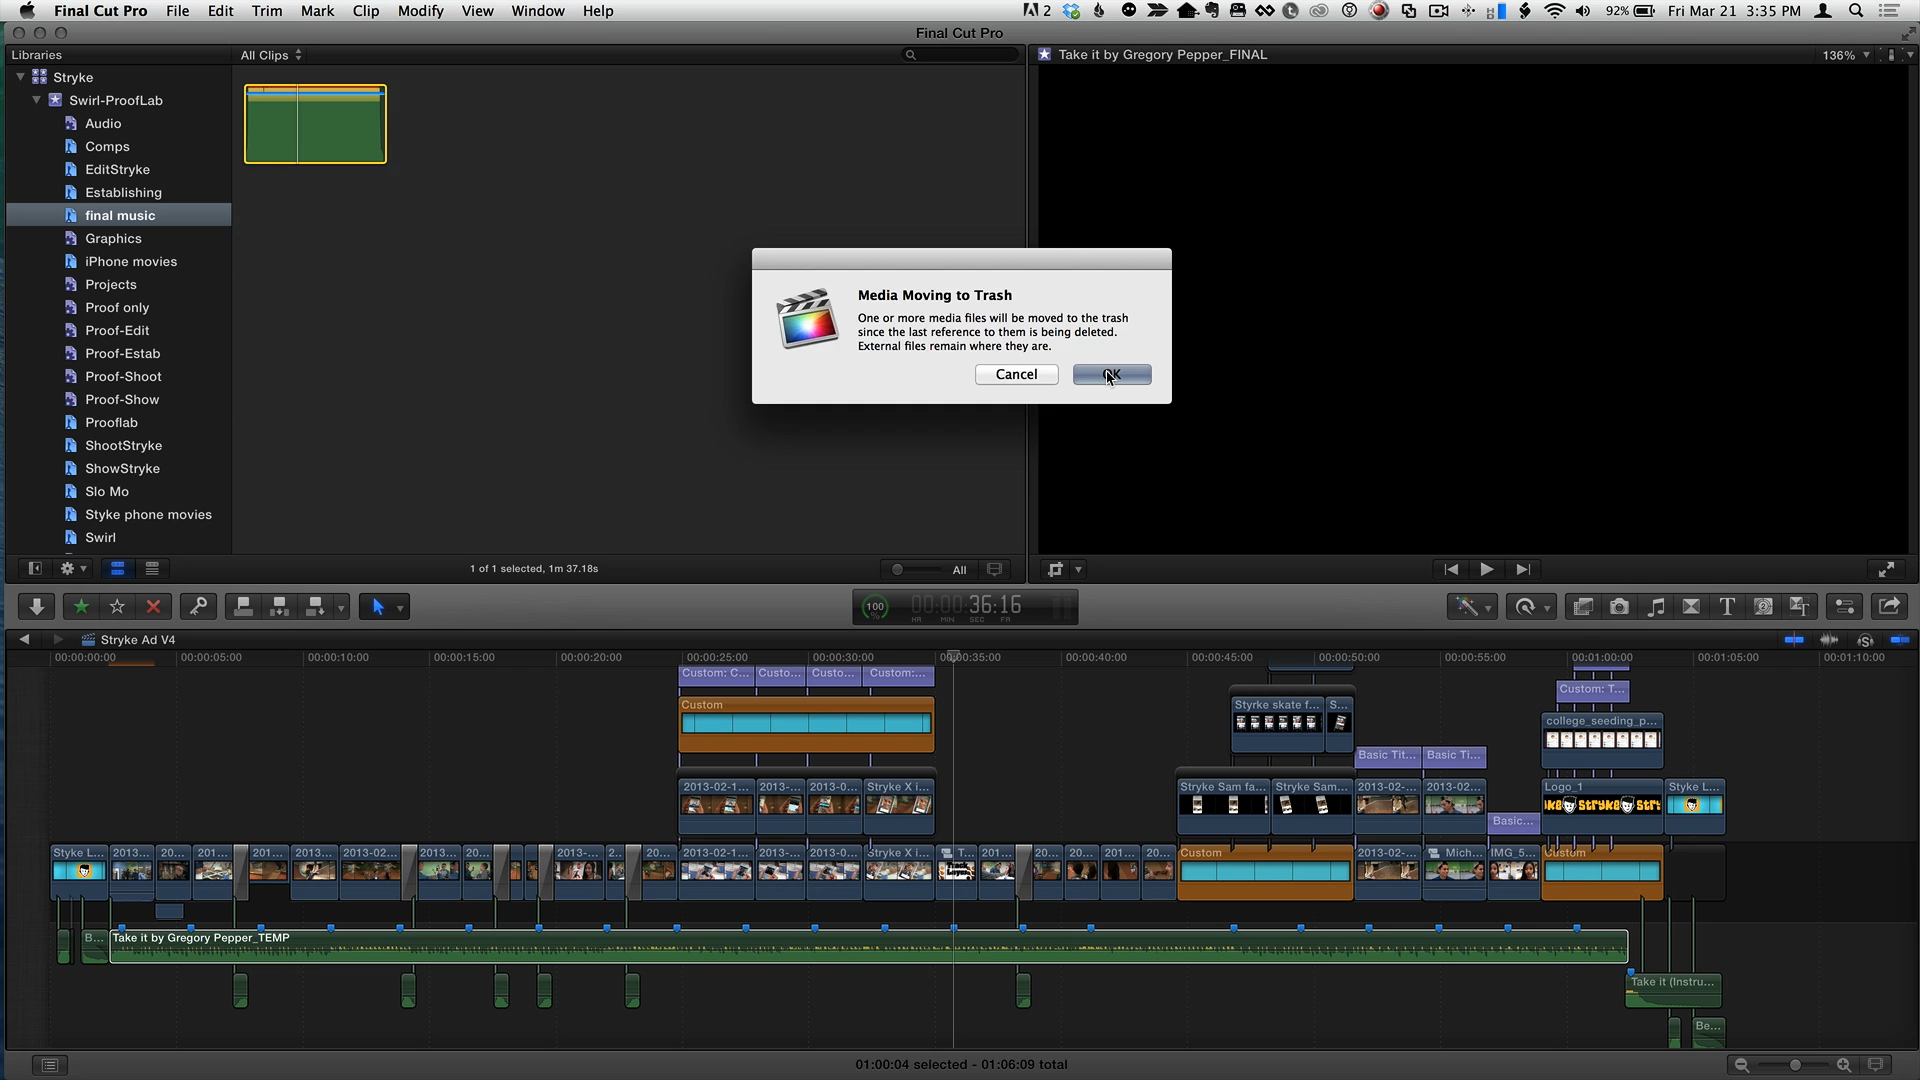 Final Cut Pro File Edit Trim Mark Clip Modify View Window Help 2 92% Fri Mar 21 3:35 PM
Final Cut Pro
Libraries All Clips Take it by Gregory Pepper_FINAL 136%
Stryke
Swirl-ProofLab
Audio
Comps
EditStryke
Establishing
final music
Graphics
iPhone movies
Projects
Proof only
Proof-Edit
Proof-Estab
Proof-Shoot
Proof-Show
Prooflab
ShootStryke
ShowStryke
Slo Mo
Styke phone movies
Swirl
Media Moving to Trash
One or more media files will be moved to the trash
since the last reference to them is being deleted.
External files remain where they are.
Cancel OK
1 of 1 selected, 1m 37.18s All
100 00:00:36:16
HR MIN SEC FR
Stryke Ad V4
00:00:00:00 00:00:05:00 00:00:10:00 00:00:15:00 00:00:20:00 00:00:25:00 00:00:30:00 00:00:35:00 00:00:40:00 00:00:45:00 00:00:50:00 00:00:55:00 00:01:00:00 00:01:05:00 00:01:10:00
Custom: C... Custo... Custo... Custom:... Custom: T...
Custom Styrke skate f... S... college_seeding_p...
Basic Tit... Basic Ti...
2013-02-1... 2013-... 2013-0... Stryke X i... Stryke Sam fa... Stryke Sam... 2013-02-... 2013-02... Logo_1 Styke L...
Basic...
Styke L... 2013... 20... 201... 201... 2013... 2013-02... 2013... 20... 2013-... 2... 20... 2013-02-1... 2013-... 2013-0... Stryke X i... T... 201... 20... 20... 201... 20... Custom 2013-02-... Mich... IMG_5... Custom
B... Take it by Gregory Pepper_TEMP
Take it (Instru...
Be...
01:00:04 selected - 01:06:09 total